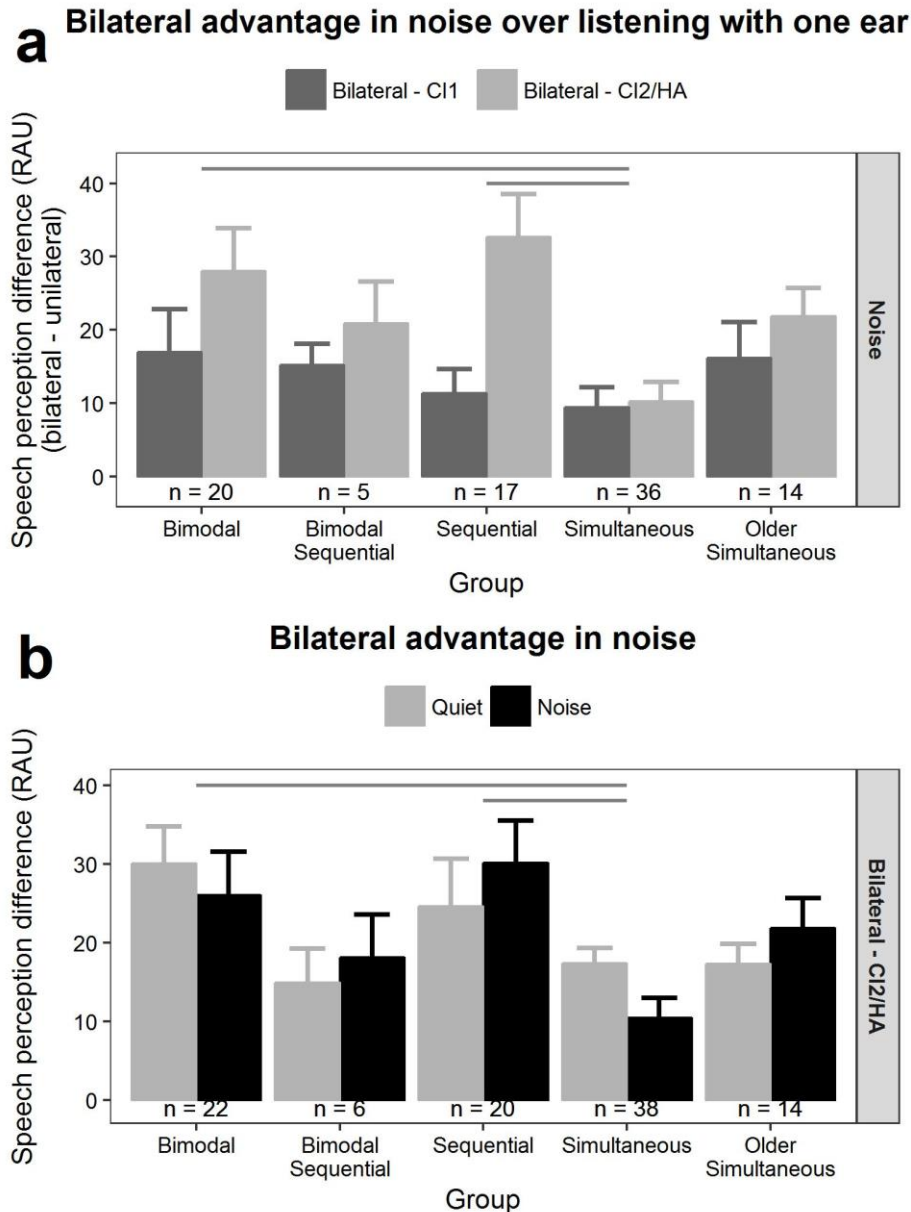 a
Bilateral advantage in noise over listening with one ear
Bilateral - CI1
Bilateral - CI2/HA
Speech perception difference (RAU)
(bilateral - unilateral)
40
30
20
10
0
n = 20
n = 5
n = 17
n = 36
n = 14
Bimodal
Bimodal
Sequential
Sequential
Simultaneous
Older
Simultaneous
Group
Noise
b
Bilateral advantage in noise
Quiet
Noise
Speech perception difference (RAU)
40
30
20
10
0
n = 22
n = 6
n = 20
n = 38
n = 14
Bimodal
Bimodal
Sequential
Sequential
Simultaneous
Older
Simultaneous
Group
Bilateral - CI2/HA